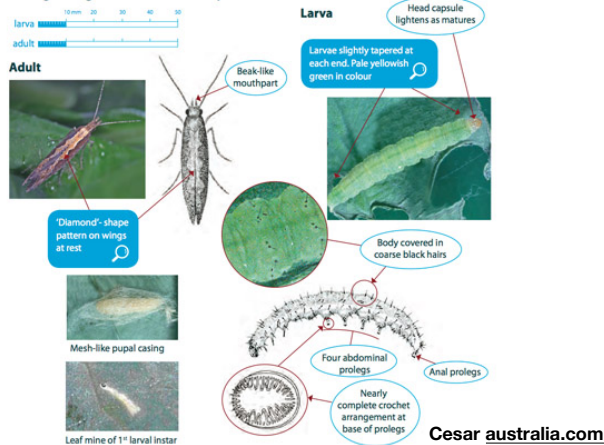 Larva
Head capsule
lightens as matures
10 mm 20 30 40 50
larva
adult
Larvae slightly tapered at
each end. Pale yellowish
green in colour
Adult
Beak-like
mouthpart
'Diamond'- shape
pattern on wings
at rest
Body covered in
coarse black hairs
Mesh-like pupal casing
Four abdominal
prolegs
Anal prolegs
Nearly
complete crochet
arrangement at
base of prolegs
Leaf mine of 1st larval instar
Cesar australia.com